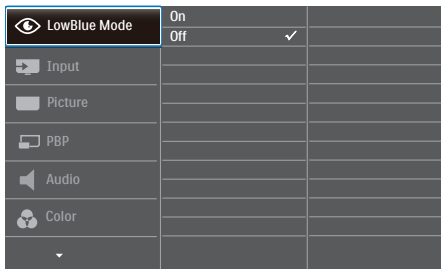 LowBlue Mode
On
Off
Input
Picture
PBP
Audio
Color